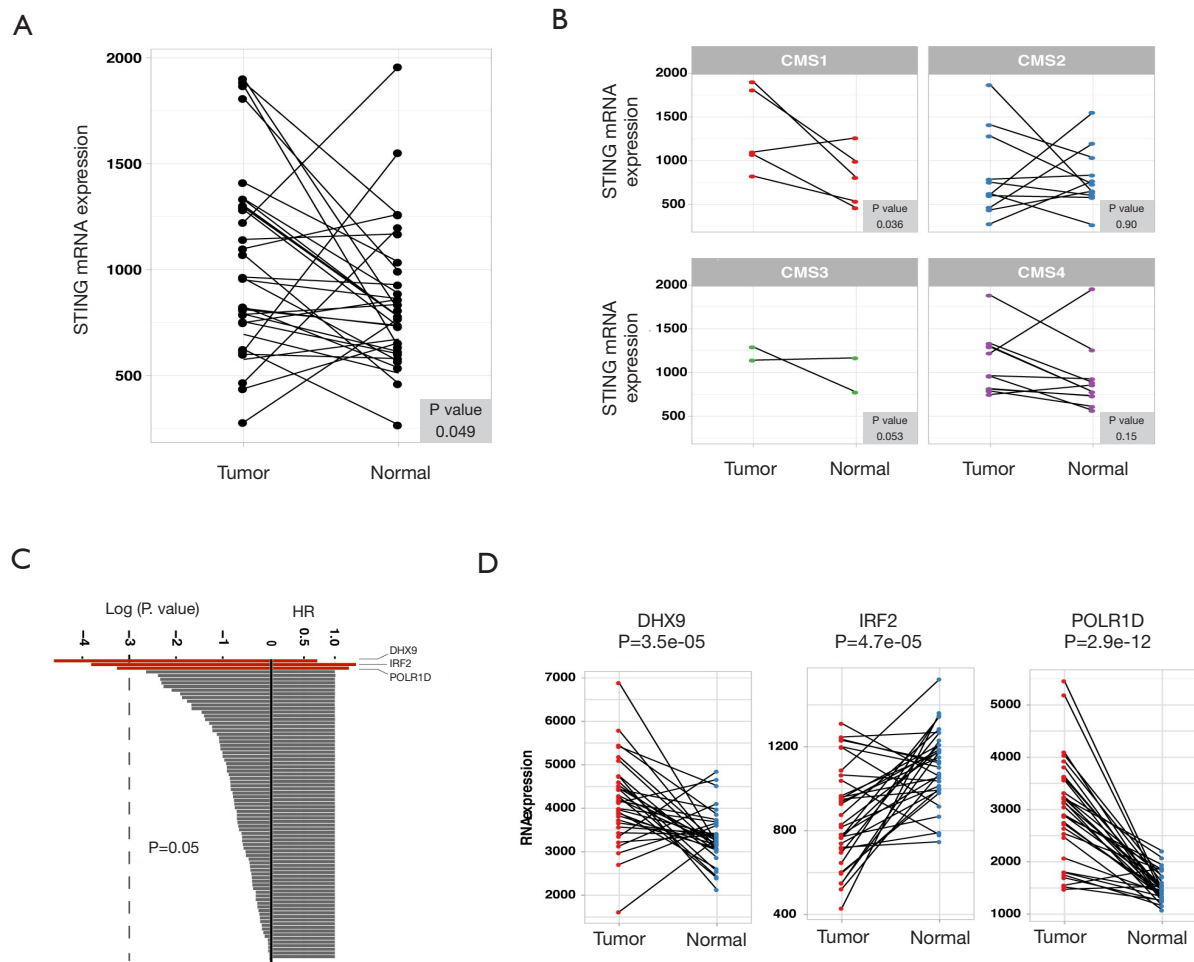 A
2000
1500
1000
500
STING mRNA expression
P value
0.049
Tumor
Normal
B
CMS1
CMS2
2000
1500
1000
500
STING mRNA
expression
P value
0.036
P value
0.90
CMS3
CMS4
2000
1500
1000
500
STING mRNA
expression
P value
0.053
P value
0.15
Tumor
Normal
Tumor
Normal
C
Log (P. value)
HR
-4
-3
-2
-1
0
0.5
1.0
DHX9
IRF2
POLR1D
P=0.05
D
DHX9
P=3.5e-05
IRF2
P=4.7e-05
POLR1D
P=2.9e-12
RNAexpression
7000
6000
5000
4000
3000
2000
1200
800
400
5000
4000
3000
2000
1000
Tumor
Normal
Tumor
Normal
Tumor
Normal